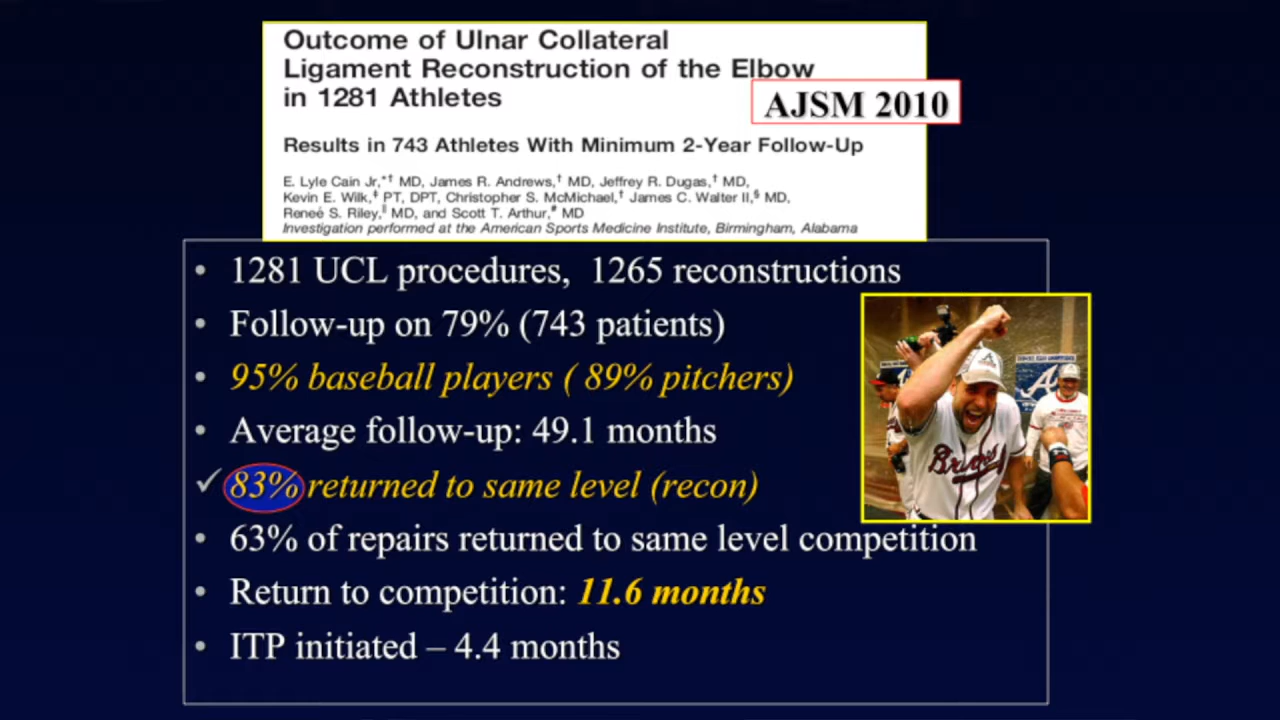 Outcome of Ulnar Collateral
Ligament Reconstruction of the Elbow
in 1281 Athletes
AJSM 2010
Results in 743 Athletes With Minimum 2-Year Follow-Up
E. Lyle Cain Jr,*† MD, James R. Andrews,† MD, Jeffrey R. Dugas,† MD,
Kevin E. Wilk,‡ PT, DPT, Christopher S. McMichael,† James C. Walter II,§ MD,
Reneé S. Riley,‖ MD, and Scott T. Arthur,# MD
Investigation performed at the American Sports Medicine Institute, Birmingham, Alabama
• 1281 UCL procedures, 1265 reconstructions
• Follow-up on 79% (743 patients)
• 95% baseball players ( 89% pitchers)
• Average follow-up: 49.1 months
✓ 83% returned to same level (recon)
• 63% of repairs returned to same level competition
• Return to competition: 11.6 months
• ITP initiated – 4.4 months
Braves